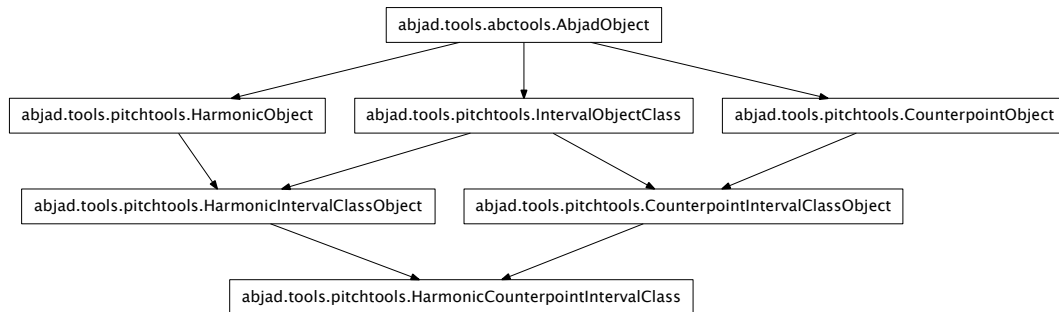 abjad.tools.abctools.AbjadObject
abjad.tools.pitchtools.HarmonicObject
abjad.tools.pitchtools.IntervalObjectClass
abjad.tools.pitchtools.CounterpointObject
abjad.tools.pitchtools.HarmonicIntervalClassObject
abjad.tools.pitchtools.CounterpointIntervalClassObject
abjad.tools.pitchtools.HarmonicCounterpointIntervalClass